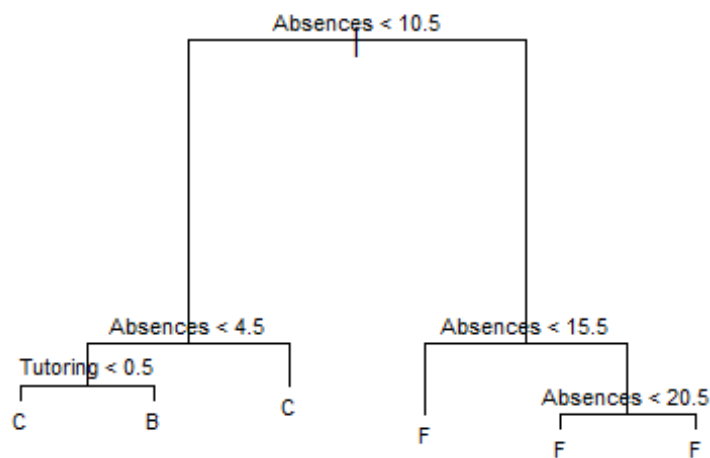 Absences < 10.5
Absences < 4.5
Absences < 15.5
Tutoring < 0.5
Absences < 20.5
C
B
C
F
F
F